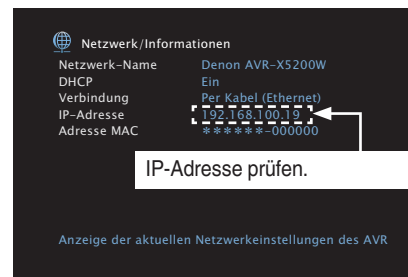 Netzwerk/Informationen
Netzwerk-Name Denon AVR-X5200W
DHCP Ein
Verbindung Per Kabel (Ethernet)
IP-Adresse 192.168.100.19
Adresse MAC ******-000000
IP-Adresse prüfen.
Anzeige der aktuellen Netzwerkeinstellungen des AVR